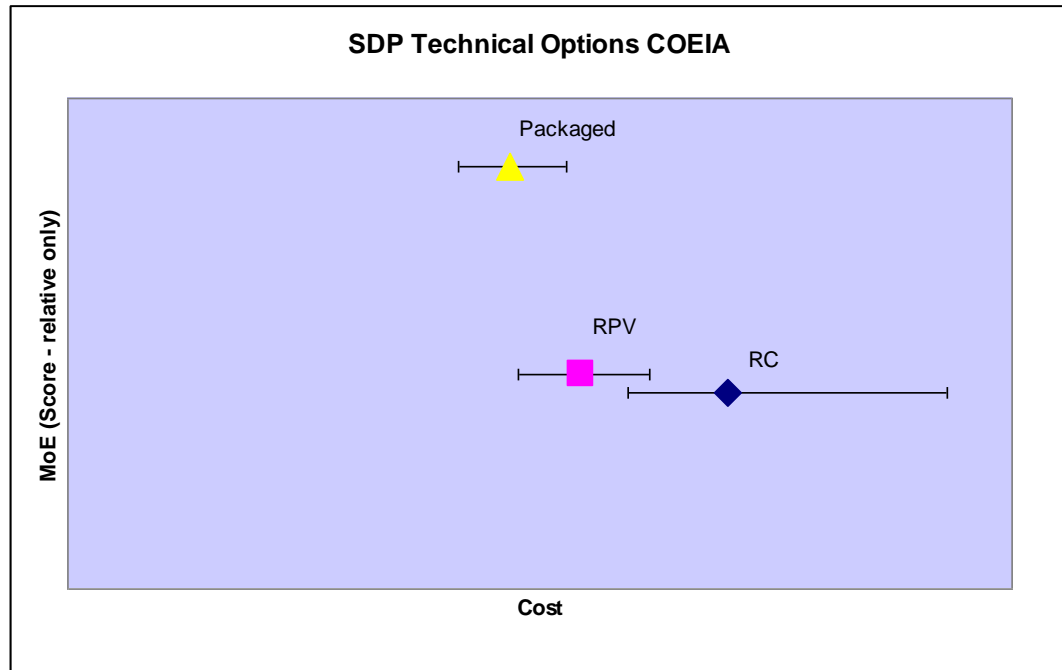 SDP Technical Options COEIA
Packaged
RPV
RC
MoE (Score - relative only)
Cost